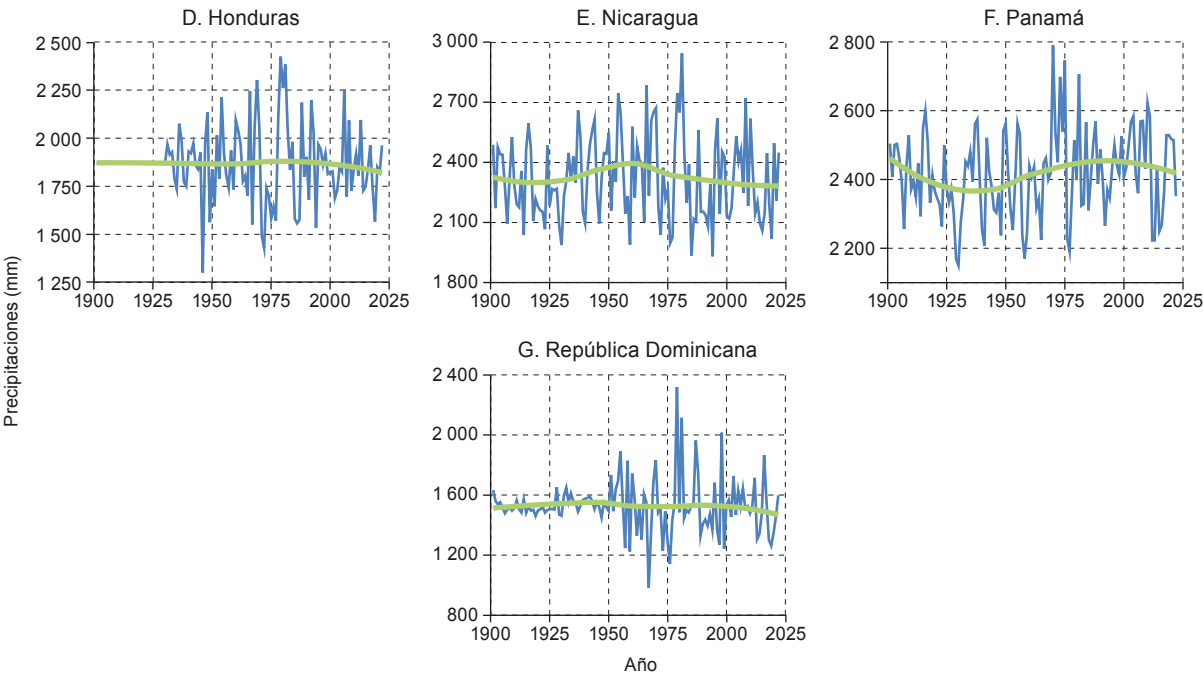 D. Honduras
2 500
2 250
2 000
1 750
1 500
1 250
1900 1925 1950 1975 2000 2025
E. Nicaragua
3 000
2 700
2 400
2 100
1 800
1900 1925 1950 1975 2000 2025
F. Panamá
2 800
2 600
2 400
2 200
1900 1925 1950 1975 2000 2025
Precipitaciones (mm)
G. República Dominicana
2 400
2 000
1 600
1 200
800
1900 1925 1950 1975 2000 2025
Año